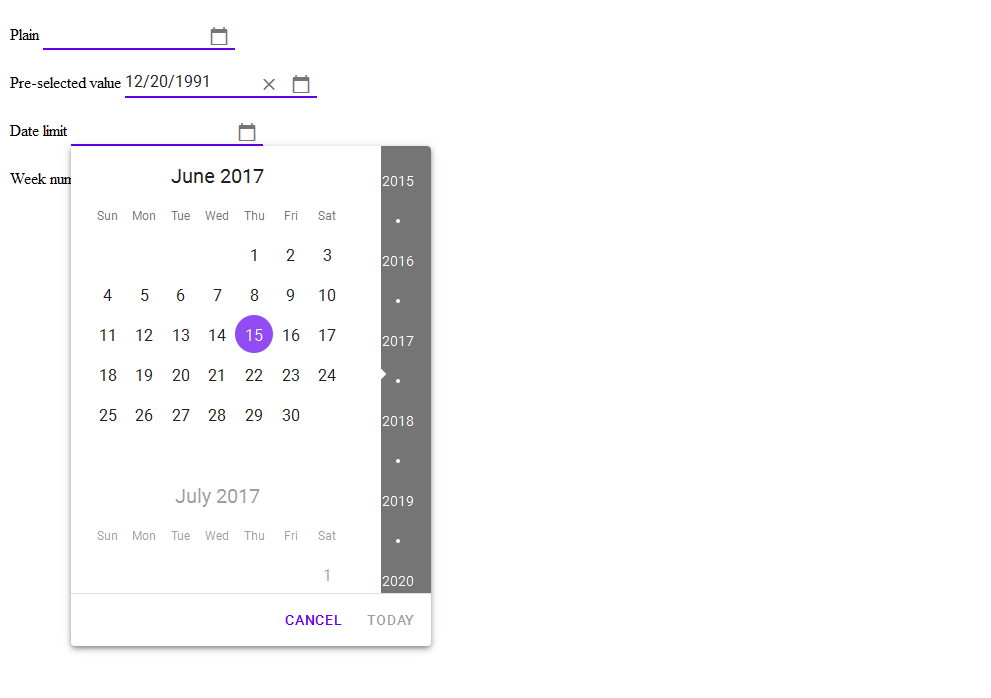 Plain
Pre-selected value 12/20/1991
Date limit
Week num
June 2017
Sun Mon Tue Wed Thu Fri Sat
1 2 3
4 5 6 7 8 9 10
11 12 13 14 15 16 17
18 19 20 21 22 23 24
25 26 27 28 29 30
July 2017
Sun Mon Tue Wed Thu Fri Sat
1
2015
2016
2017
2018
2019
2020
CANCEL TODAY